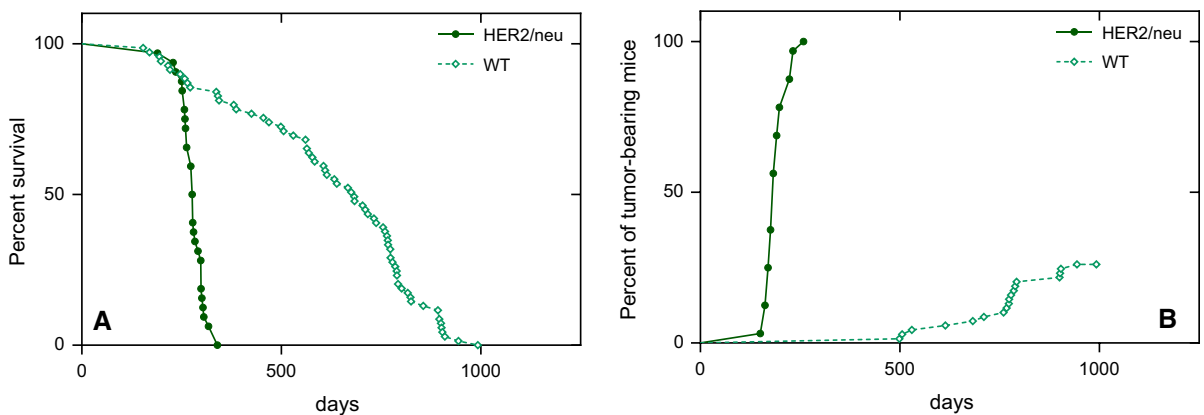 HER2/neu
WT
100
50
0
Percent survival
A
0
500
1000
days
HER2/neu
WT
100
50
0
Percent of tumor-bearing mice
B
0
500
1000
days